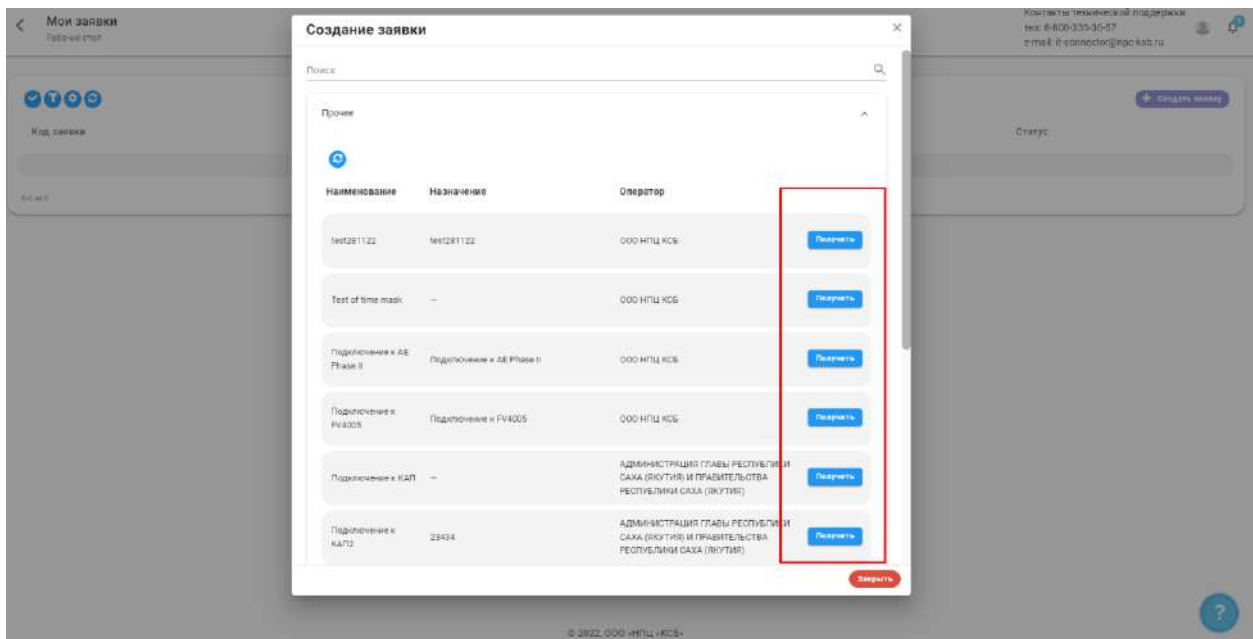 Мои заявки
Рабочий стол
Создание заявки
Контакты технической поддержки
тел: 8-800-333-36-57
e-mail: it-connector@npc-ksb.ru
Поиск
Создать заявку
Прочее
Код заявки
Статус
Наименование Назначение Оператор
0-0 из 0
test281122 test281122 ООО НПЦ КСБ Получить
Test of time mask — ООО НПЦ КСБ Получить
Подключение к AE
Phase II
Подключение к AE Phase II ООО НПЦ КСБ Получить
Подключение к
FV4005
Подключение к FV4005 ООО НПЦ КСБ Получить
АДМИНИСТРАЦИЯ ГЛАВЫ РЕСПУБЛИКИ
Подключение к КАП — САХА (ЯКУТИЯ) И ПРАВИТЕЛЬСТВА Получить
РЕСПУБЛИКИ САХА (ЯКУТИЯ)
Подключение к
КАП2
23434
АДМИНИСТРАЦИЯ ГЛАВЫ РЕСПУБЛИКИ
САХА (ЯКУТИЯ) И ПРАВИТЕЛЬСТВА
РЕСПУБЛИКИ САХА (ЯКУТИЯ)
Получить
Закрыть
?
© 2022, ООО «НПЦ «КСБ»